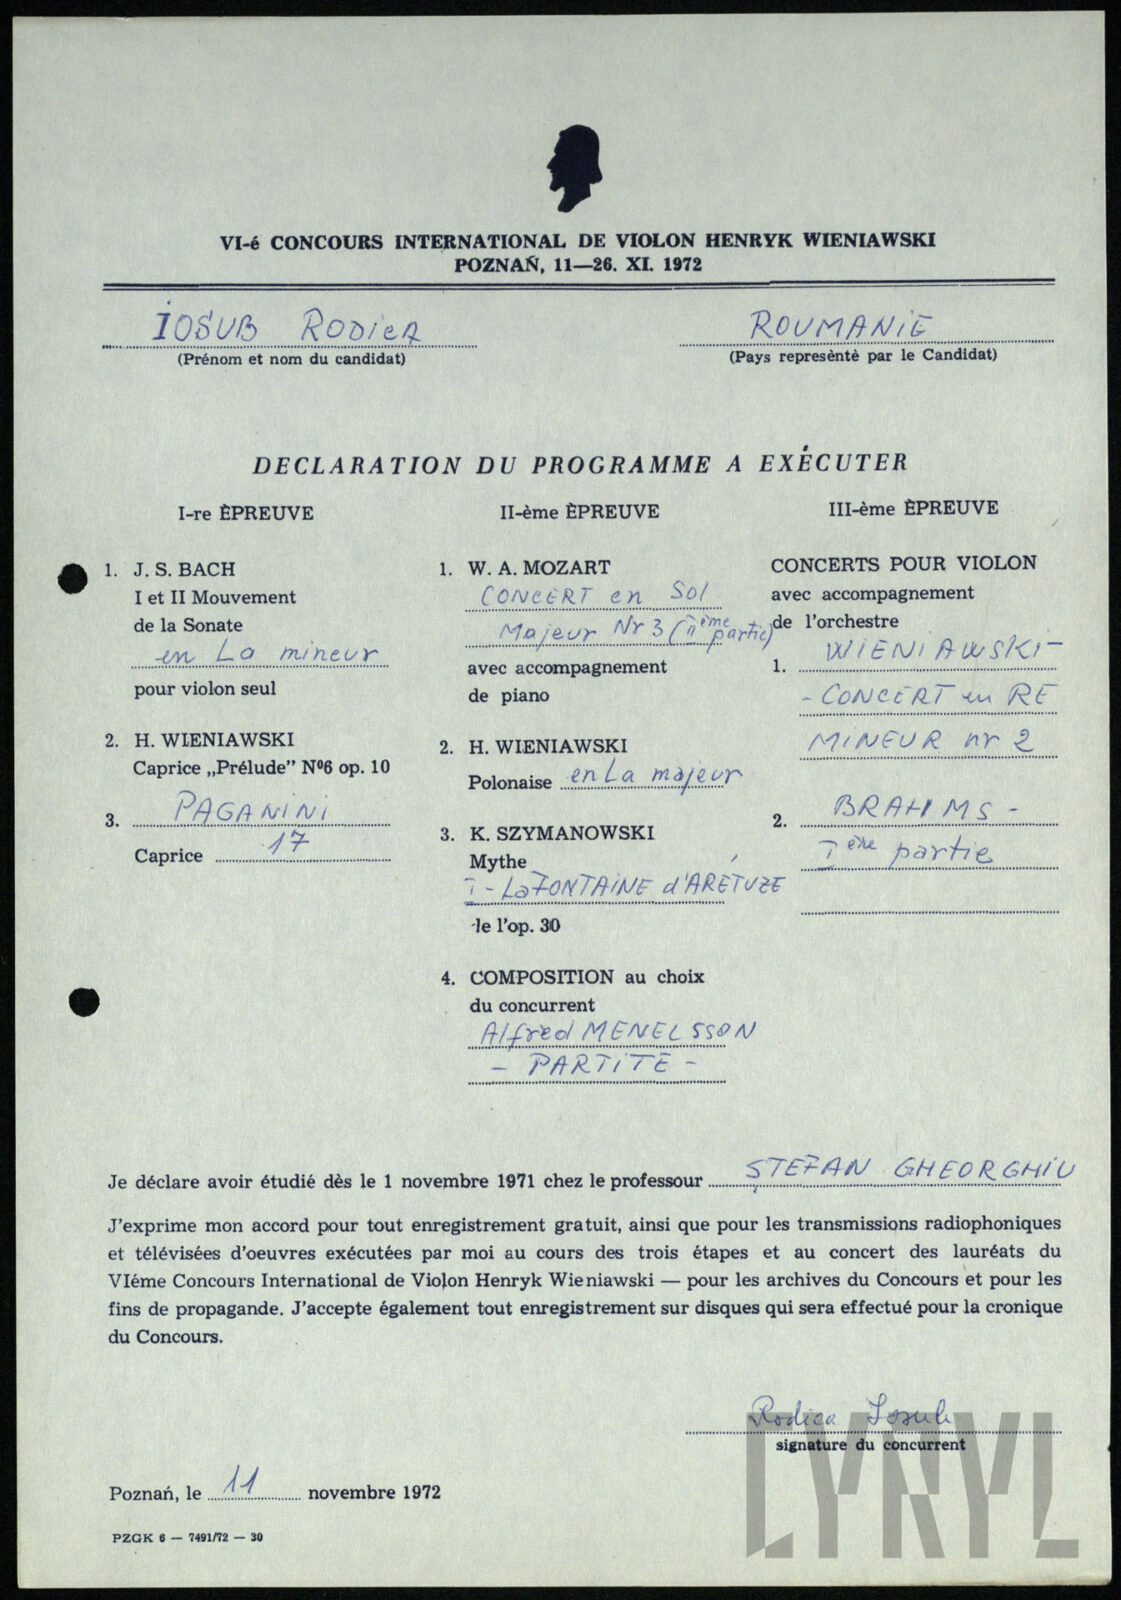 VI-é CONCOURS INTERNATIONAL DE VIOLON HENRYK WIENIAWSKI
POZNAŃ, 11—26. XI. 1972
IOSUB RODICA
(Prénom et nom du candidat)
ROUMANIE
(Pays represènté par le Candidat)
DECLARATION DU PROGRAMME A EXÉCUTER
I-re ÈPREUVE
1. J. S. BACH
I et II Mouvement
de la Sonate
en La mineur
pour violon seul
2. H. WIENIAWSKI
Caprice „Prélude” Nº6 op. 10
3. PAGANINI
Caprice 17
II-ème ÈPREUVE
1. W. A. MOZART
CONCERT en Sol
Majeur Nr 3 (IIème partie)
avec accompagnement
de piano
2. H. WIENIAWSKI
Polonaise en La majeur
3. K. SZYMANOWSKI
Mythe
I - La FONTAINE d'ARÉTUZE
de l'op. 30
4. COMPOSITION au choix
du concurrent
Alfred MENELSSON
- PARTITE -
III-ème ÈPREUVE
CONCERTS POUR VIOLON
avec accompagnement
de l'orchestre
1. WIENIAWSKI -
- CONCERT en RE
MINEUR nr 2
2. BRAHMS -
Ière partie
Je déclare avoir étudié dès le 1 novembre 1971 chez le professour ȘTEFAN GHEORGHIU
J'exprime mon accord pour tout enregistrement gratuit, ainsi que pour les transmissions radiophoniques
et télévisées d'oeuvres exécutées par moi au cours des trois étapes et au concert des lauréats du
VIéme Concours International de Violon Henryk Wieniawski — pour les archives du Concours et pour les
fins de propagande. J'accepte également tout enregistrement sur disques qui sera effectué pour la cronique
du Concours.
Rodica Iosub
signature du concurrent
Poznań, le 11 novembre 1972
PZGK 6 — 7491/72 — 30
CYRYL